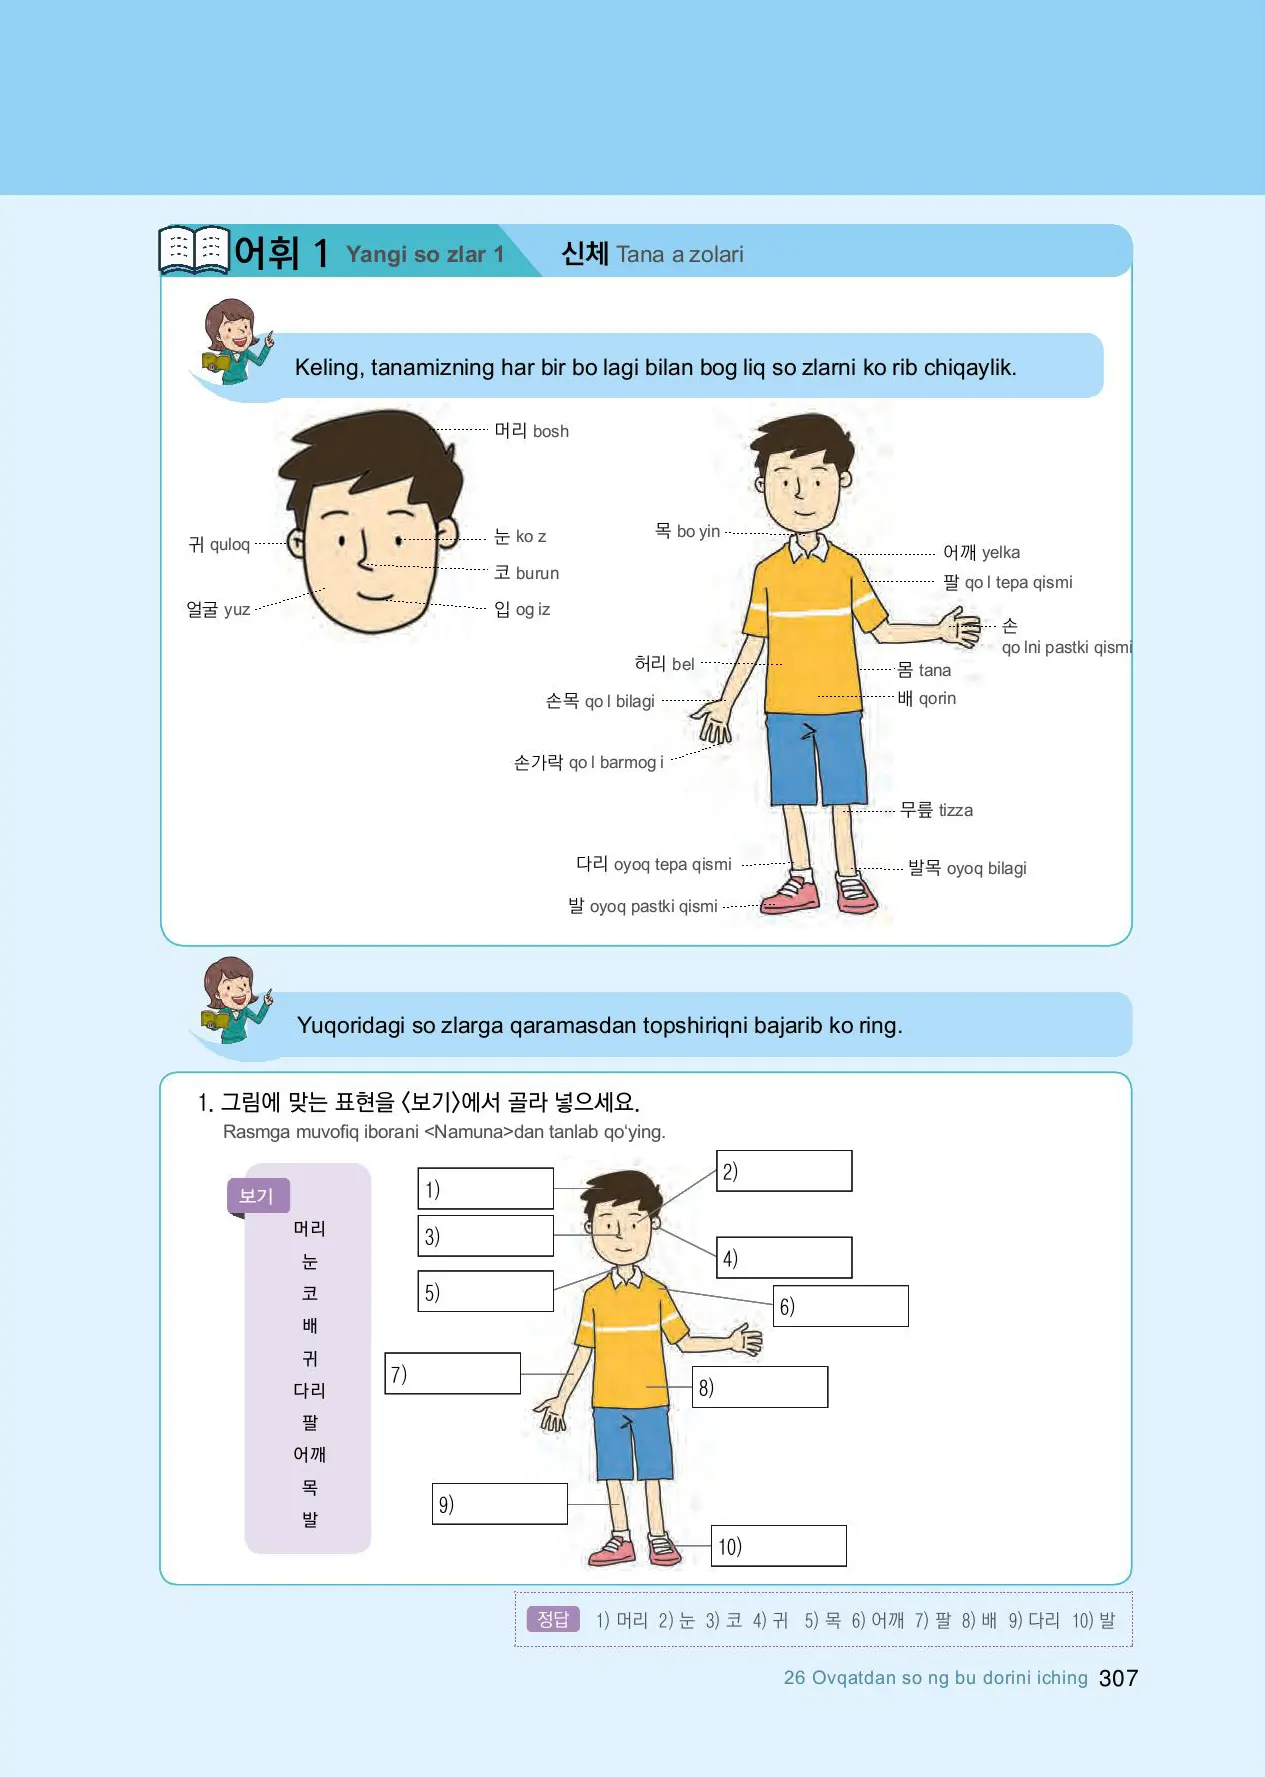 어휘 1 Yangi so zlar 1 신체 Tana a zolari
Keling, tanamizning har bir bo lagi bilan bog liq so zlarni ko rib chiqaylik.
머리 bosh
귀 quloq
눈 ko z
코 burun
얼굴 yuz
입 og iz
목 bo yin
어깨 yelka
팔 qo l tepa qismi
손
qo lni pastki qismi
허리 bel
몸 tana
손목 qo l bilagi
배 qorin
손가락 qo l barmog i
무릎 tizza
다리 oyoq tepa qismi
발목 oyoq bilagi
발 oyoq pastki qismi
Yuqoridagi so zlarga qaramasdan topshiriqni bajarib ko ring.
1. 그림에 맞는 표현을 〈보기〉에서 골라 넣으세요.
Rasmga muvofiq iborani <Namuna>dan tanlab qo‘ying.
보기
머리
눈
코
배
귀
다리
팔
어깨
목
발
1)
2)
3)
4)
5)
6)
7)
8)
9)
10)
정답 1) 머리 2) 눈 3) 코 4) 귀 5) 목 6) 어깨 7) 팔 8) 배 9) 다리 10) 발
26 Ovqatdan so ng bu dorini iching 307